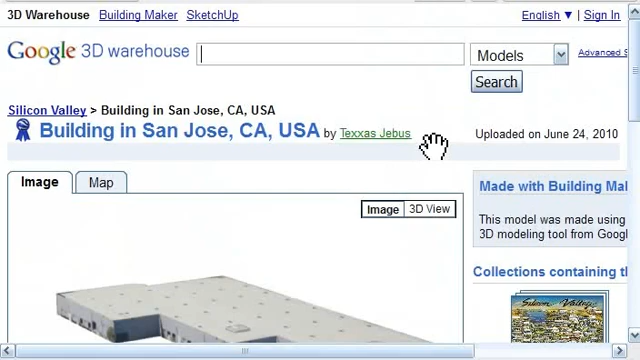 3D Warehouse Building Maker SketchUp English ▼ | Sign In
Google 3D warehouse Models Advanced S
Search
Silicon Valley > Building in San Jose, CA, USA
Building in San Jose, CA, USA by Texxas Jebus Uploaded on June 24, 2010
Image Map
Made with Building Mak
Image 3D View
This model was made using
3D modeling tool from Googl
Collections containing th
Silicon Valley